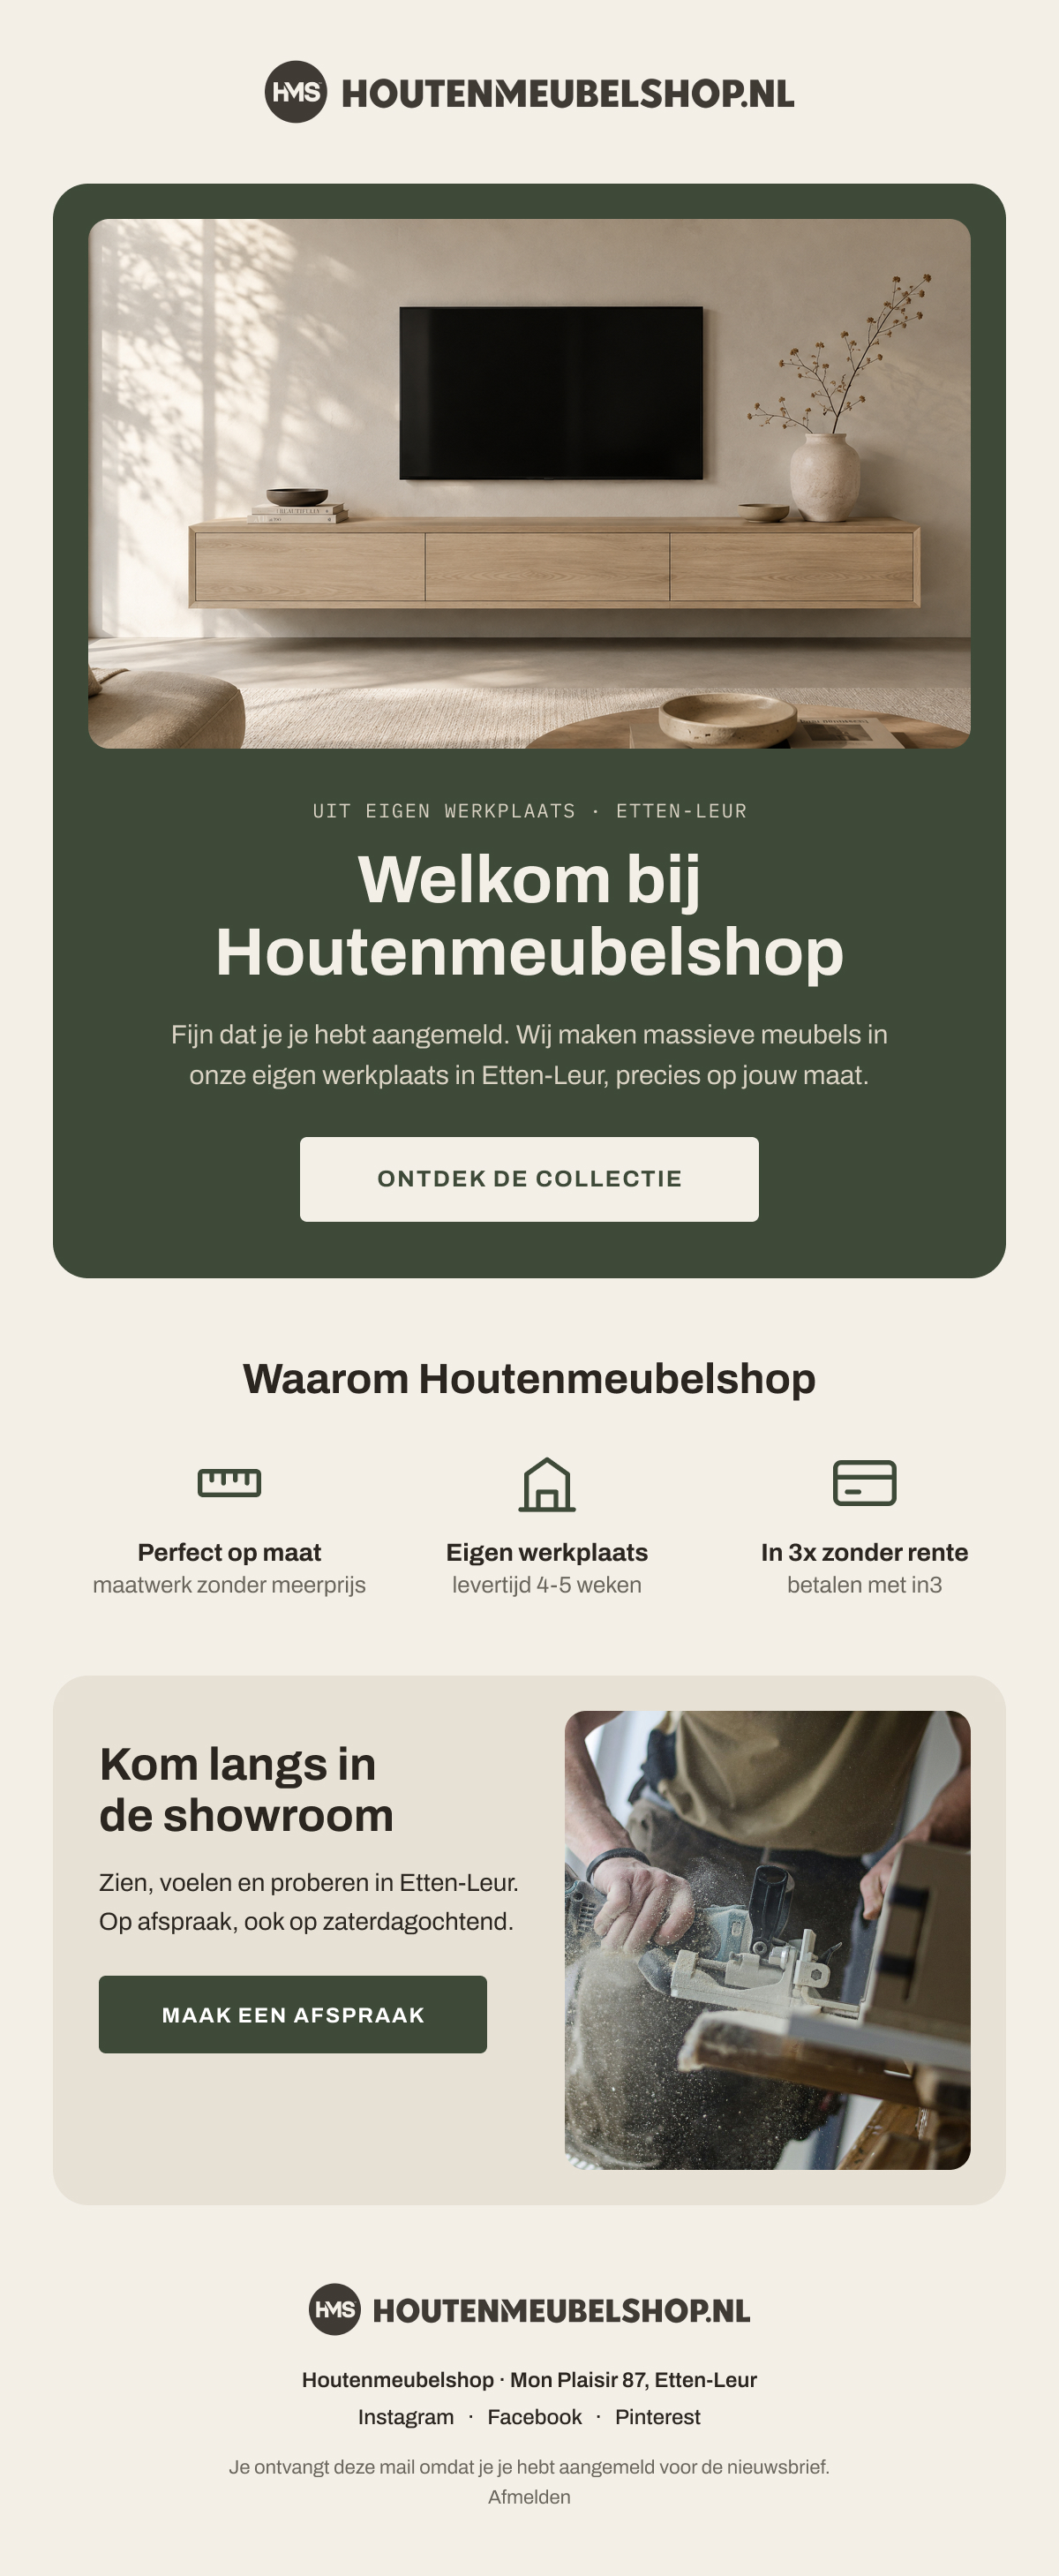 HMS HOUTENMEUBELSHOP.NL
UIT EIGEN WERKPLAATS · ETTEN-LEUR
Welkom bij
Houtenmeubelshop
Fijn dat je je hebt aangemeld. Wij maken massieve meubels in
onze eigen werkplaats in Etten-Leur, precies op jouw maat.
ONTDEK DE COLLECTIE
Waarom Houtenmeubelshop
Perfect op maat
maatwerk zonder meerprijs
Eigen werkplaats
levertijd 4-5 weken
In 3x zonder rente
betalen met in3
Kom langs in
de showroom
Zien, voelen en proberen in Etten-Leur.
Op afspraak, ook op zaterdagochtend.
MAAK EEN AFSPRAAK
HMS HOUTENMEUBELSHOP.NL
Houtenmeubelshop · Mon Plaisir 87, Etten-Leur
Instagram · Facebook · Pinterest
Je ontvangt deze mail omdat je je hebt aangemeld voor de nieuwsbrief.
Afmelden